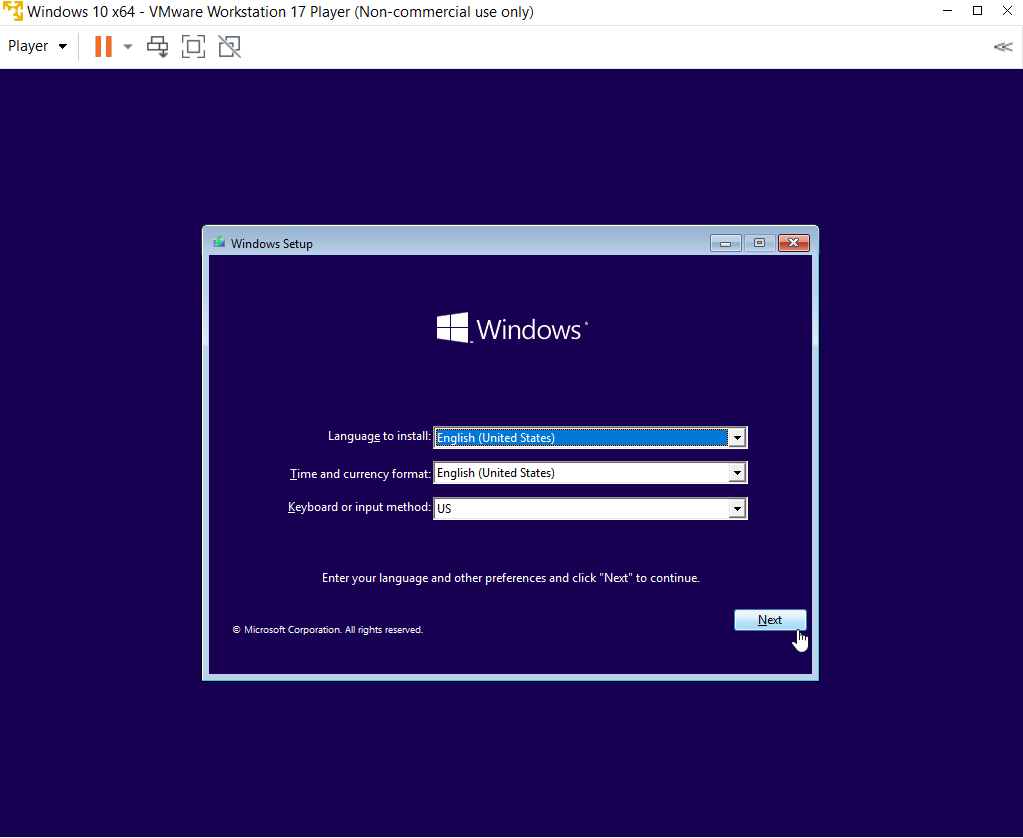 Windows 10 x64 - VMware Workstation 17 Player (Non-commercial use only)
Player
Windows Setup
Windows
Language to install: English (United States)
Time and currency format: English (United States)
Keyboard or input method: US
Enter your language and other preferences and click "Next" to continue.
Next
© Microsoft Corporation. All rights reserved.